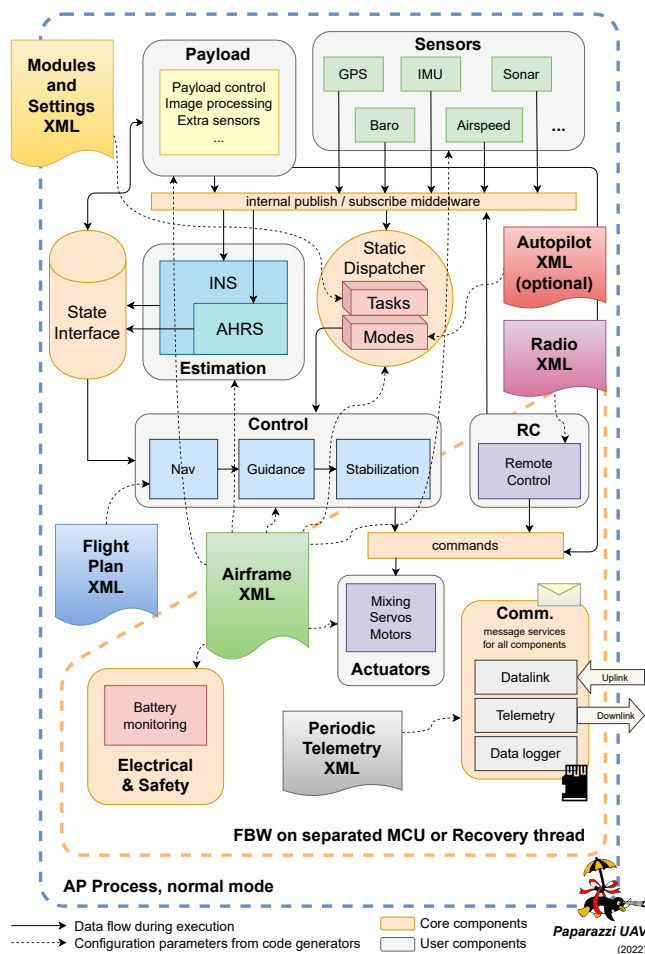 Payload
Sensors
Modules
and
Settings
XML
Payload control
Image processing
Extra sensors
...
GPS
IMU
Sonar
Baro
Airspeed
...
internal publish / subscribe middelware
State
Interface
INS
AHRS
Estimation
Static
Dispatcher
Tasks
Modes
Autopilot
XML
(optional)
Radio
XML
Control
Nav
Guidance
Stabilization
RC
Remote
Control
Flight
Plan
XML
Airframe
XML
commands
Mixing
Servos
Motors
Actuators
Comm.
message services
for all components
Datalink
Telemetry
Data logger
Uplink
Downlink
Battery
monitoring
Electrical
& Safety
Periodic
Telemetry
XML
FBW on separated MCU or Recovery thread
AP Process, normal mode
Data flow during execution
Configuration parameters from code generators
Core components
User components
Paparazzi UAV
(2022)